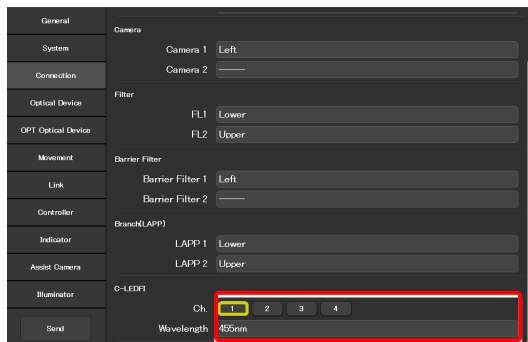 General
System
Connection
Optical Device
OPT Optical Device
Movement
Link
Controller
Indicator
Assist Camera
Illuminator
Send
Camera
Camera 1 Left
Camera 2 ——
Filter
FL1 Lower
FL2 Upper
Barrier Filter
Barrier Filter 1 Left
Barrier Filter 2 ——
Branch(LAPP)
LAPP 1 Lower
LAPP 2 Upper
C-LEDFI
Ch. 1 2 3 4
Wavelength 455nm